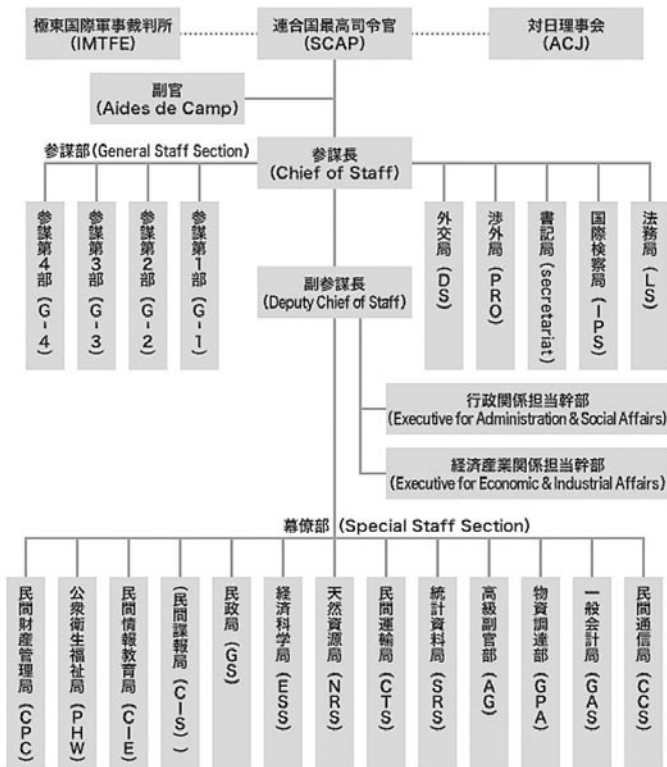 極東国際軍事裁判所
(IMTFE)
連合国最高司令官
(SCAP)
対日理事会
(ACJ)
副官
(Aides de Camp)
参謀部(General Staff Section)
参謀長
(Chief of Staff)
参謀第4部(G-4)
参謀第3部(G-3)
参謀第2部(G-2)
参謀第1部(G-1)
外交局(DS)
渉外局(PRO)
書記局(secretariat)
国際検察局(IPS)
法務局(LS)
副参謀長
(Deputy Chief of Staff)
行政関係担当幹部
(Executive for Administration & Social Affairs)
経済産業関係担当幹部
(Executive for Economic & Industrial Affairs)
幕僚部 (Special Staff Section)
民間財産管理局(CPC)
公衆衛生福祉局(PHW)
民間情報教育局(CIE)
(民間諜報局(CIS))
民政局(GS)
経済科学局(ESS)
天然資源局(NRS)
民間運輸局(CTS)
統計資料局(SRS)
高級副官部(AG)
物資調達部(GPA)
一般会計局(GAS)
民間通信局(CCS)